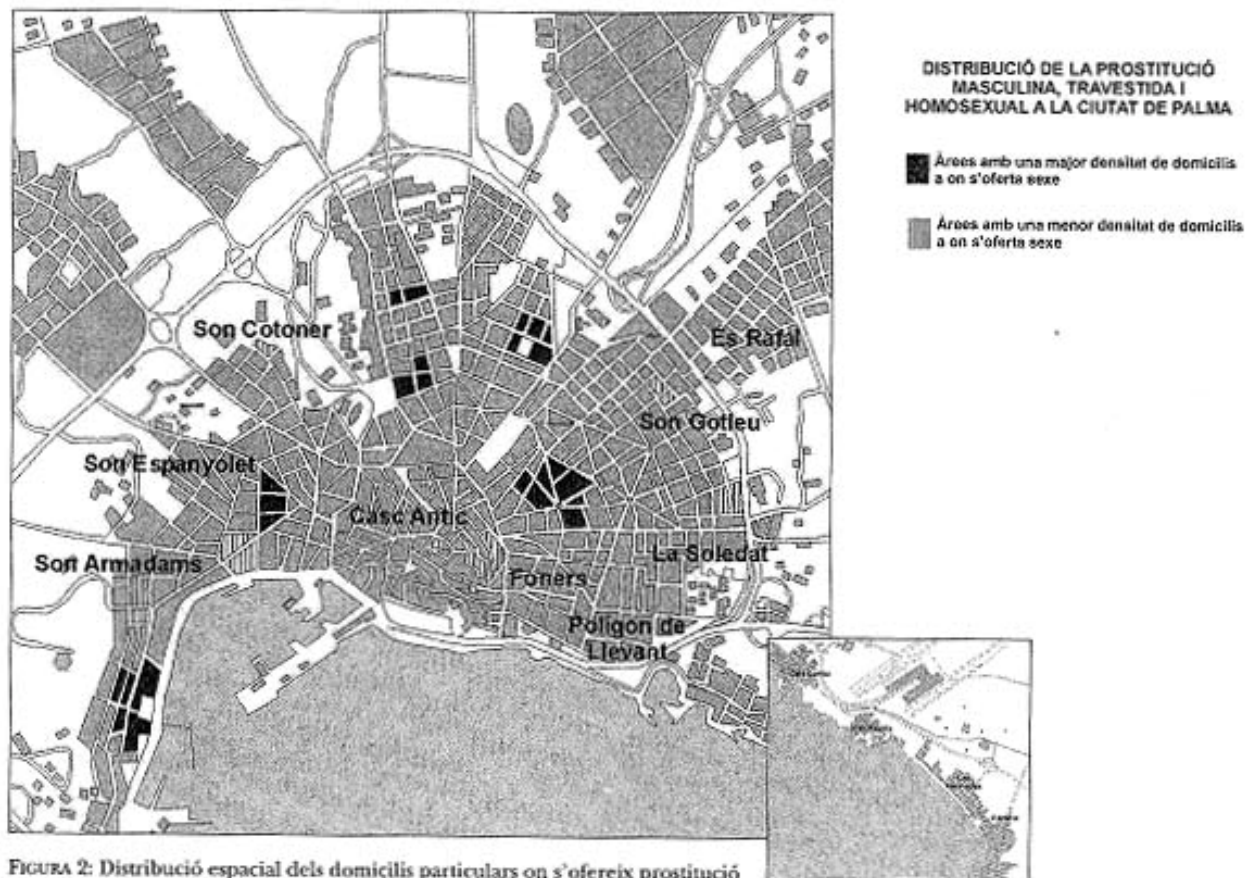 DISTRIBUCIÓ DE LA PROSTITUCIÓ
MASCULINA, TRAVESTIDA I
HOMOSEXUAL A LA CIUTAT DE PALMA
Àrees amb una major densitat de domicilis
a on s'oferta sexe
Àrees amb una menor densitat de domicilis
a on s'oferta sexe
Son Cotoner
Es Rafal
Son Gotleu
Son Espanyolet
Casc Antic
Son Armadams
La Soledat
Foners
Polígon de
Llevant
FIGURA 2: Distribució espacial dels domicilis particulars on s'ofereix prostitució